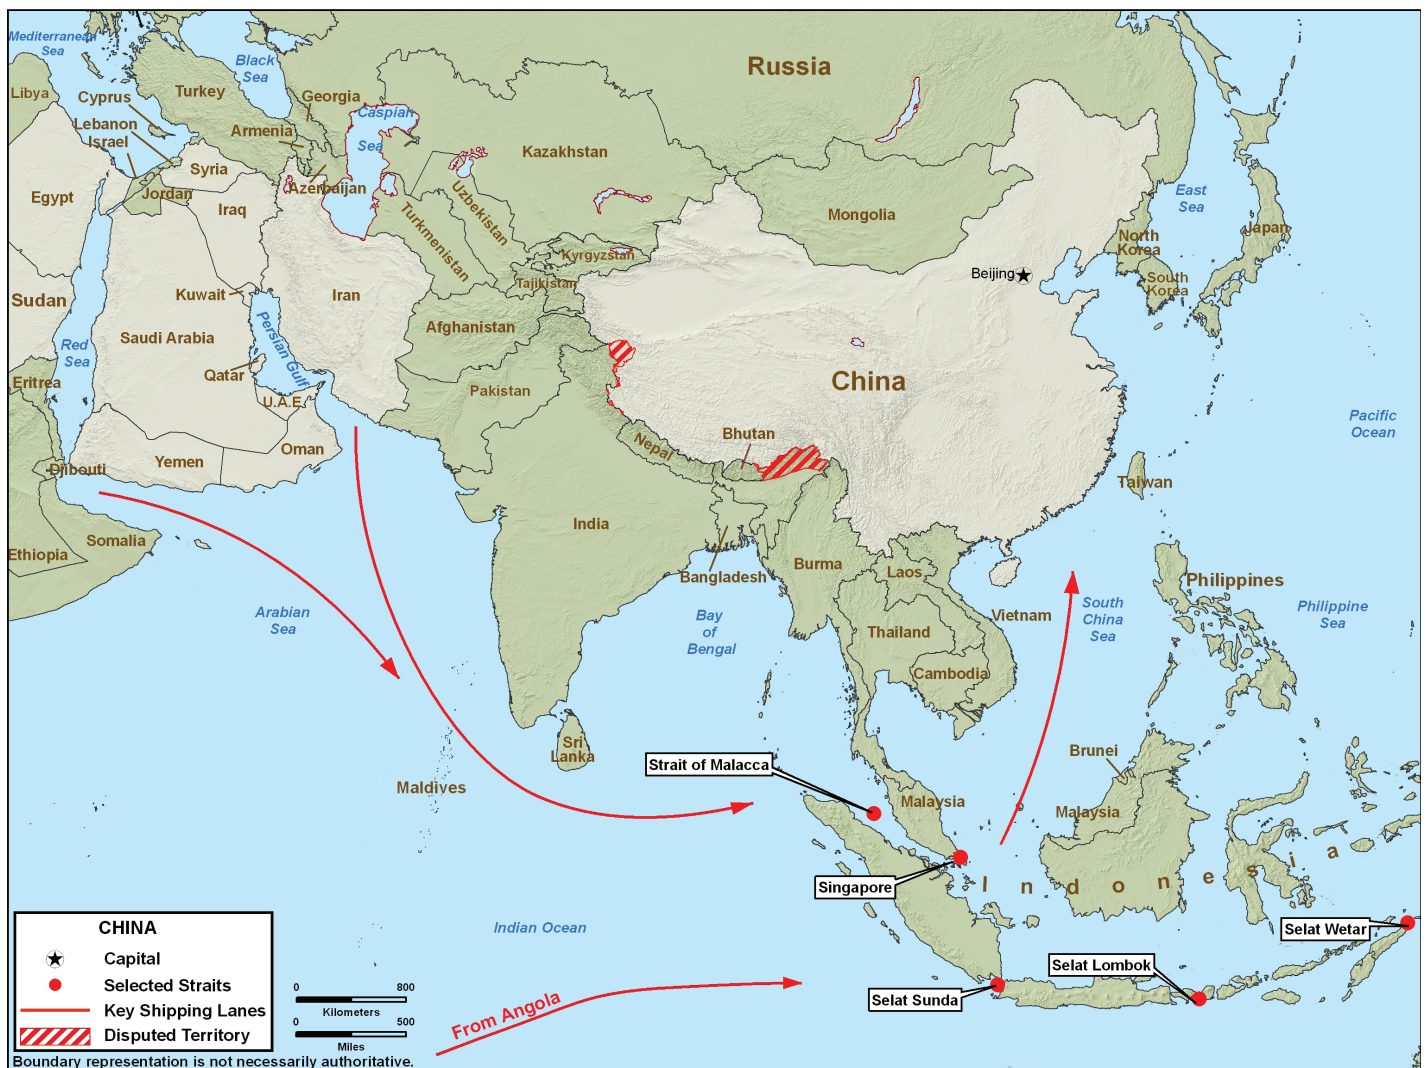 Mediterranean
Sea
Black
Sea
Russia
Libya
Cyprus
Turkey
Georgia
Caspian
Sea
Lebanon
Israel
Armenia
Kazakhstan
Syria
Azerbaijan
Uzbekistan
Egypt
Jordan
Iraq
Turkmenistan
Mongolia
East
Sea
Japan
North
Korea
South
Korea
Kyrgyzstan
Tajikistan
Beijing
Sudan
Kuwait
Iran
Saudi Arabia
Persian Gulf
Afghanistan
Red
Sea
Qatar
Eritrea
U.A.E.
Pakistan
China
Pacific
Ocean
Nepal
Bhutan
Oman
Yemen
Djibouti
Taiwan
India
Somalia
Ethiopia
Burma
Laos
Bangladesh
Philippines
Arabian
Sea
Bay
of
Bengal
Vietnam
South
China
Sea
Philippine
Sea
Thailand
Cambodia
Sri
Lanka
Strait of Malacca
Brunei
Maldives
Malaysia
Malaysia
Indonesia
Singapore
Indian Ocean
Selat Wetar
Selat Lombok
Selat Sunda
From Angola
CHINA
Capital
Selected Straits
Key Shipping Lanes
Disputed Territory
0 800
Kilometers
0 500
Miles
Boundary representation is not necessarily authoritative.